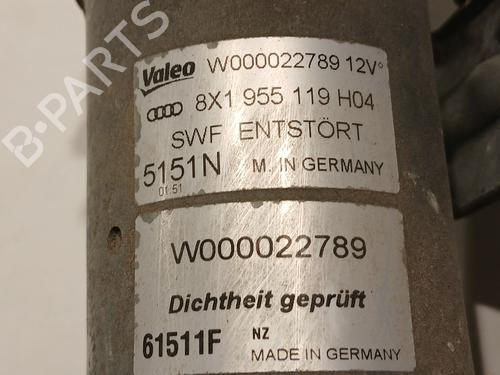 B-PARTS
Valeo W000022789 12V°
8X1 955 119 H04
SWF ENTSTÖRT
5151N M. IN GERMANY
01 51
W000022789
Dichtheit geprüft
61511F NZ
MADE IN GERMANY